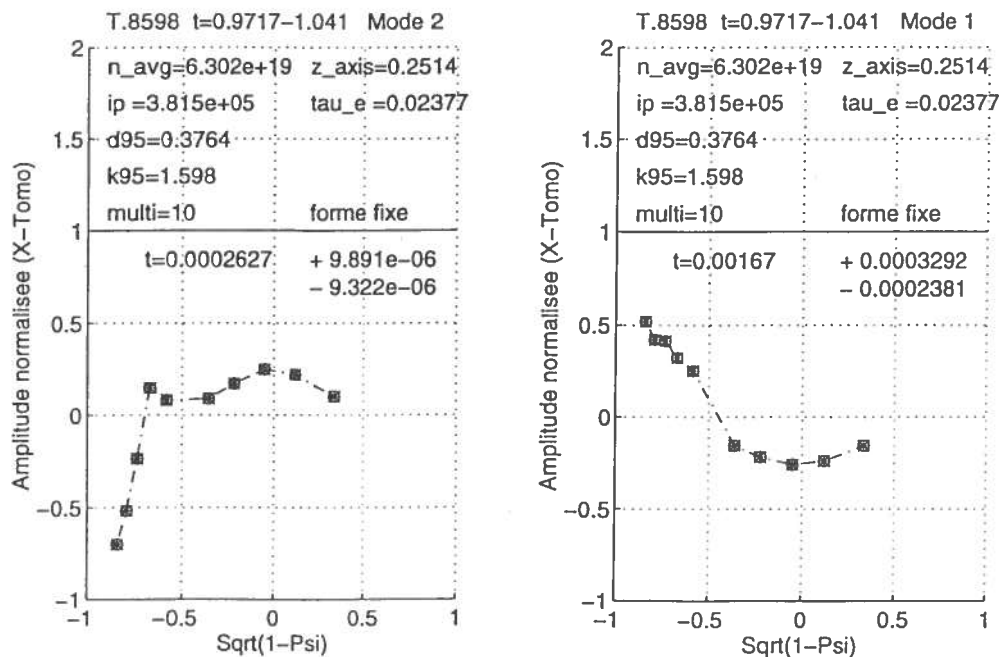 T.8598 t=0.9717−1.041 Mode 2
2
n_avg=6.302e+19 z_axis=0.2514
ip =3.815e+05 tau_e =0.02377
1.5
d95=0.3764
k95=1.598
multi=10 forme fixe
1
t=0.0002627 + 9.891e−06
− 9.322e−06
0.5
0
−0.5
−1
−1 −0.5 0 0.5 1
Sqrt(1−Psi)
Amplitude normalisee (X−Tomo)
T.8598 t=0.9717−1.041 Mode 1
2
n_avg=6.302e+19 z_axis=0.2514
ip =3.815e+05 tau_e =0.02377
1.5
d95=0.3764
k95=1.598
multi=10 forme fixe
1
t=0.00167 + 0.0003292
− 0.0002381
0.5
0
−0.5
−1
−1 −0.5 0 0.5 1
Sqrt(1−Psi)
Amplitude normalisee (X−Tomo)